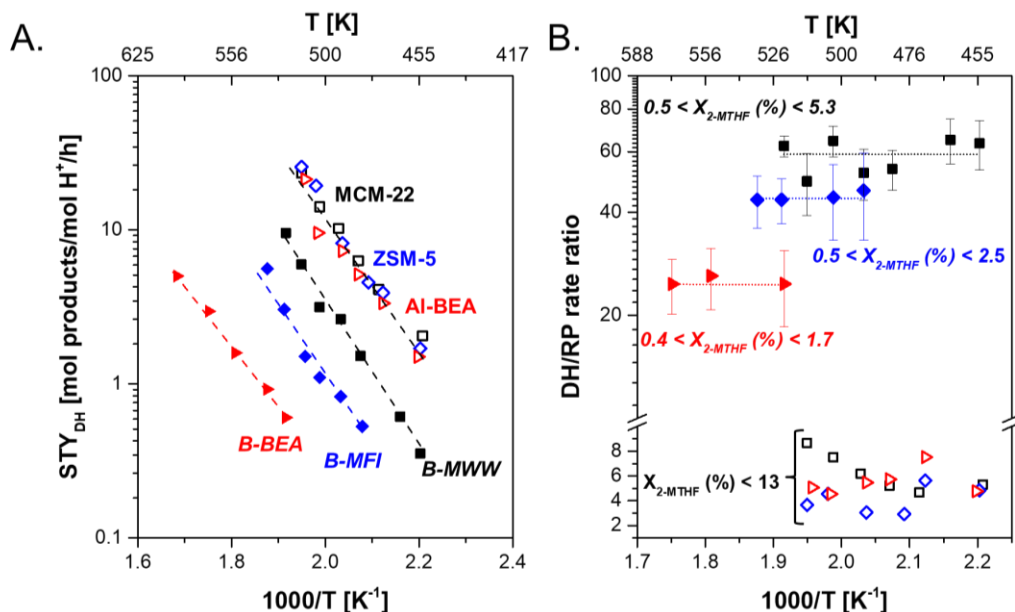 A.
T [K]
625 556 500 455 417
STY_DH [mol products/mol H⁺/h]
100
10
1
0.1
MCM-22
ZSM-5
Al-BEA
B-BEA
B-MFI
B-MWW
1.6 1.8 2.0 2.2 2.4
1000/T [K⁻¹]
B.
T [K]
588 556 526 500 476 455
DH/RP rate ratio
100
80
60
40
20
8
6
4
2
0.5 < X_2-MTHF (%) < 5.3
0.5 < X_2-MTHF (%) < 2.5
0.4 < X_2-MTHF (%) < 1.7
X_2-MTHF (%) < 13
1.7 1.8 1.9 2.0 2.1 2.2
1000/T [K⁻¹]